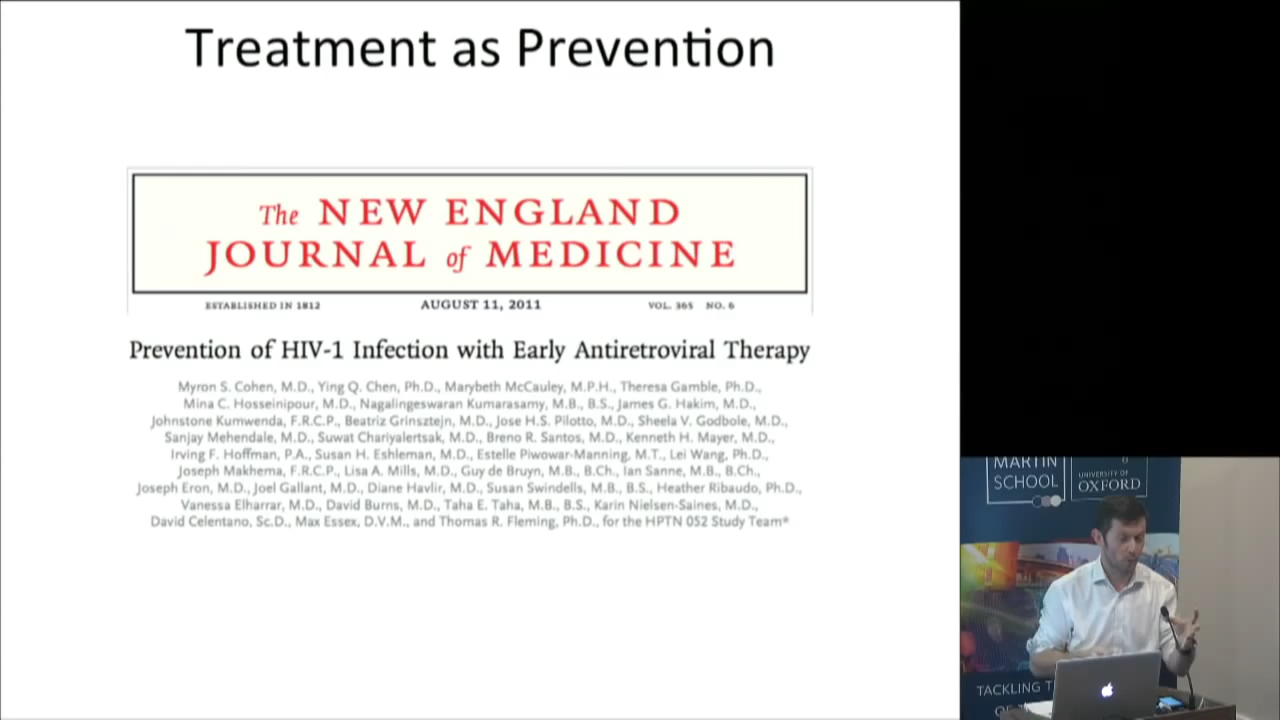 Treatment as Prevention
The NEW ENGLAND
JOURNAL of MEDICINE
ESTABLISHED IN 1812 AUGUST 11, 2011 VOL. 365 NO. 6
Prevention of HIV-1 Infection with Early Antiretroviral Therapy
Myron S. Cohen, M.D., Ying Q. Chen, Ph.D., Marybeth McCauley, M.P.H., Theresa Gamble, Ph.D.,
Mina C. Hosseinipour, M.D., Nagalingeswaran Kumarasamy, M.B., B.S., James G. Hakim, M.D.,
Johnstone Kumwenda, F.R.C.P., Beatriz Grinsztejn, M.D., Jose H.S. Pilotto, M.D., Sheela V. Godbole, M.D.,
Sanjay Mehendale, M.D., Suwat Chariyalertsak, M.D., Breno R. Santos, M.D., Kenneth H. Mayer, M.D.,
Irving F. Hoffman, P.A., Susan H. Eshleman, M.D., Estelle Piwowar-Manning, M.T., Lei Wang, Ph.D.,
Joseph Makhema, F.R.C.P., Lisa A. Mills, M.D., Guy de Bruyn, M.B., B.Ch., Ian Sanne, M.B., B.Ch.,
Joseph Eron, M.D., Joel Gallant, M.D., Diane Havlir, M.D., Susan Swindells, M.B., B.S., Heather Ribaudo, Ph.D.,
Vanessa Elharrar, M.D., David Burns, M.D., Taha E. Taha, M.B., B.S., Karin Nielsen-Saines, M.D.,
David Celentano, Sc.D., Max Essex, D.V.M., and Thomas R. Fleming, Ph.D., for the HPTN 052 Study Team*
MARTIN
SCHOOL
UNIVERSITY OF
OXFORD
TACKLING